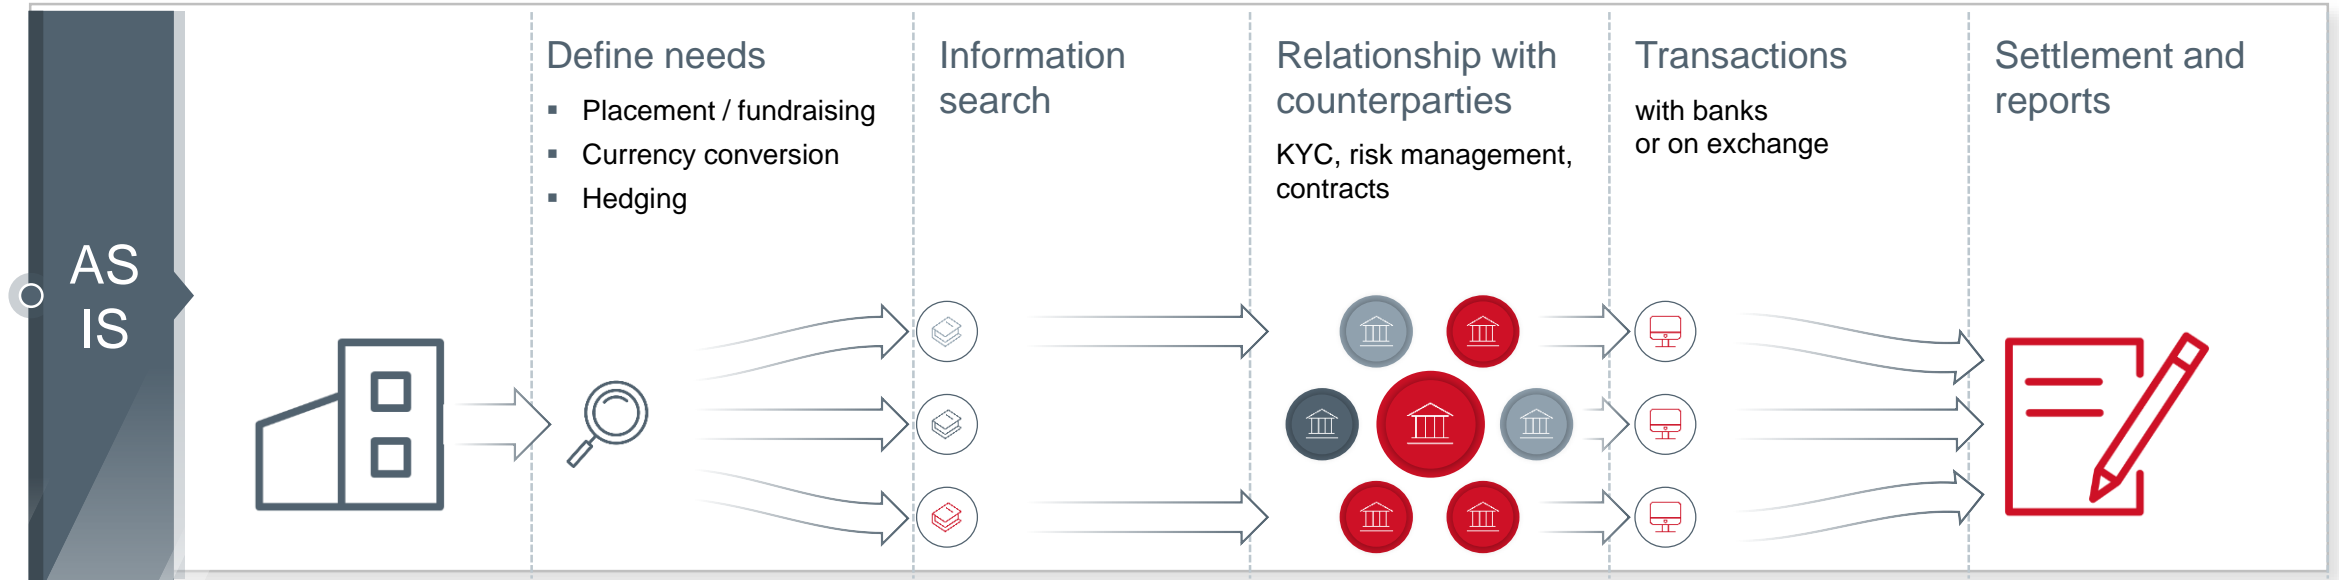 AS
IS
Define needs
▪ Placement / fundraising
▪ Currency conversion
▪ Hedging
Information
search
Relationship with
counterparties
KYC, risk management,
contracts
Transactions
with banks
or on exchange
Settlement and
reports